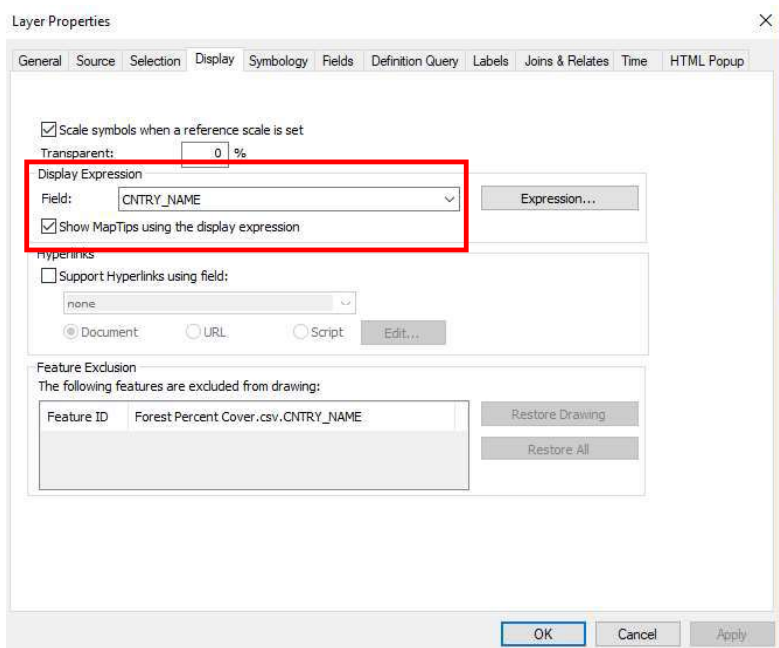 Layer Properties
General Source Selection Display Symbology Fields Definition Query Labels Joins & Relates Time HTML Popup
Scale symbols when a reference scale is set
Transparent: 0 %
Display Expression
Field: CNTRY_NAME Expression...
Show MapTips using the display expression
Hyperlinks
Support Hyperlinks using field:
none
Document URL Script Edit...
Feature Exclusion
The following features are excluded from drawing:
Feature ID Forest Percent Cover.csv.CNTRY_NAME Restore Drawing
Restore All
OK Cancel Apply